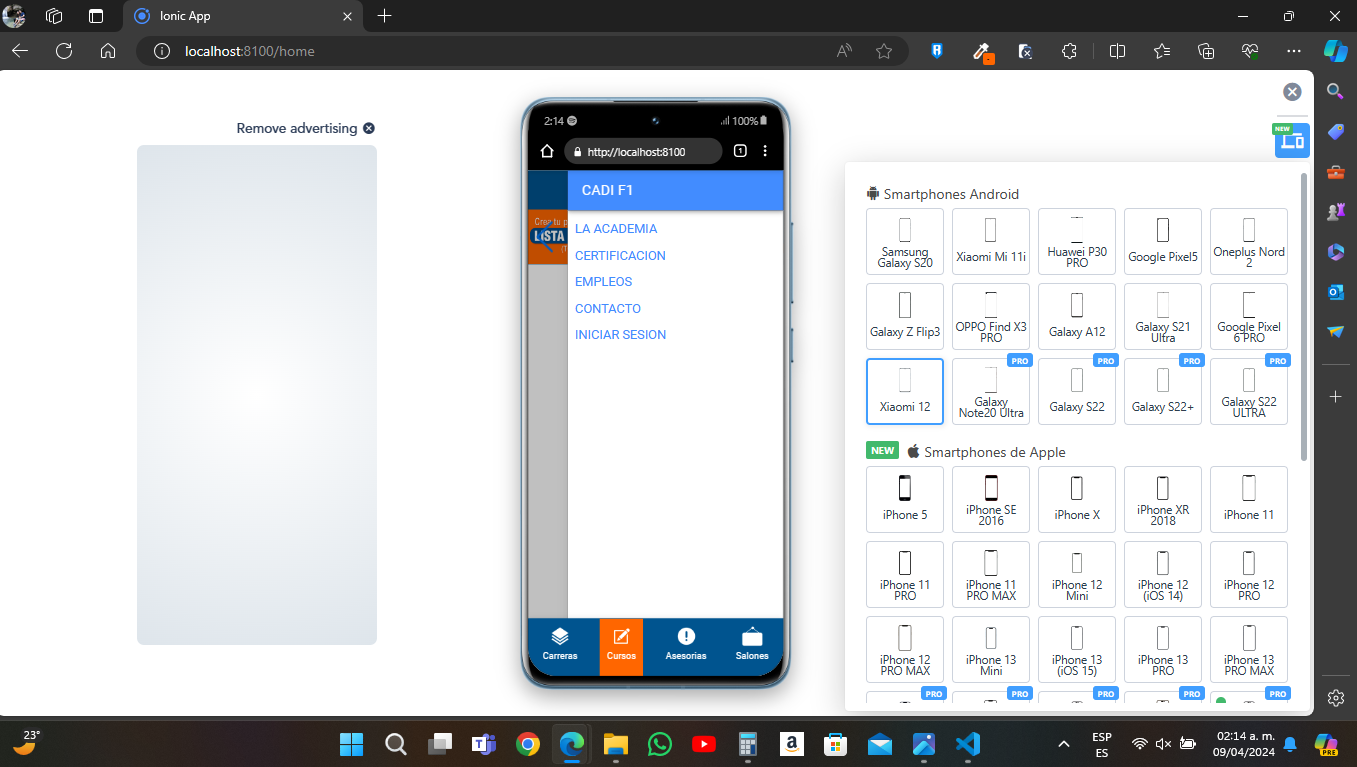 Ionic App
localhost:8100/home
Remove advertising
2:14
100%
http://localhost:8100
1
CADI F1
Crea tu p
LISTA
LA ACADEMIA
CERTIFICACION
EMPLEOS
CONTACTO
INICIAR SESION
Carreras
Cursos
Asesorias
Salones
NEW
Smartphones Android
Samsung
Galaxy S20
Xiaomi Mi 11i
Huawei P30
PRO
Google Pixel5
Oneplus Nord
2
Galaxy Z Flip3
OPPO Find X3
PRO
Galaxy A12
Galaxy S21
Ultra
Google Pixel
6 PRO
Xiaomi 12
PRO
Galaxy
Note20 Ultra
PRO
Galaxy S22
PRO
Galaxy S22+
PRO
Galaxy S22
ULTRA
NEW
Smartphones de Apple
iPhone 5
iPhone SE
2016
iPhone X
iPhone XR
2018
iPhone 11
iPhone 11
PRO
iPhone 11
PRO MAX
iPhone 12
Mini
iPhone 12
(iOS 14)
iPhone 12
PRO
iPhone 12
PRO MAX
iPhone 13
Mini
iPhone 13
(iOS 15)
iPhone 13
PRO
iPhone 13
PRO MAX
PRO
PRO
PRO
PRO
PRO
23°
ESP
ES
02:14 a. m.
09/04/2024
PRE